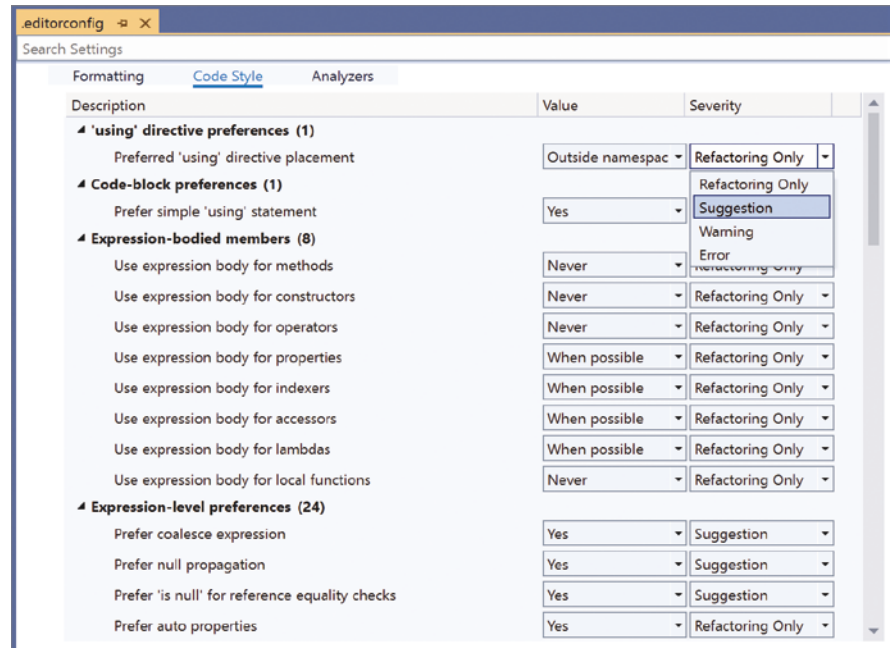 .editorconfig
Search Settings
Formatting Code Style Analyzers
Description Value Severity
'using' directive preferences (1)
Preferred 'using' directive placement Outside namespac Refactoring Only
Refactoring Only
Code-block preferences (1)
Suggestion
Prefer simple 'using' statement Yes
Warning
Expression-bodied members (8)
Error
Use expression body for methods Never Refactoring Only
Use expression body for constructors Never Refactoring Only
Use expression body for operators Never Refactoring Only
Use expression body for properties When possible Refactoring Only
Use expression body for indexers When possible Refactoring Only
Use expression body for accessors When possible Refactoring Only
Use expression body for lambdas When possible Refactoring Only
Use expression body for local functions Never Refactoring Only
Expression-level preferences (24)
Prefer coalesce expression Yes Suggestion
Prefer null propagation Yes Suggestion
Prefer 'is null' for reference equality checks Yes Suggestion
Prefer auto properties Yes Refactoring Only